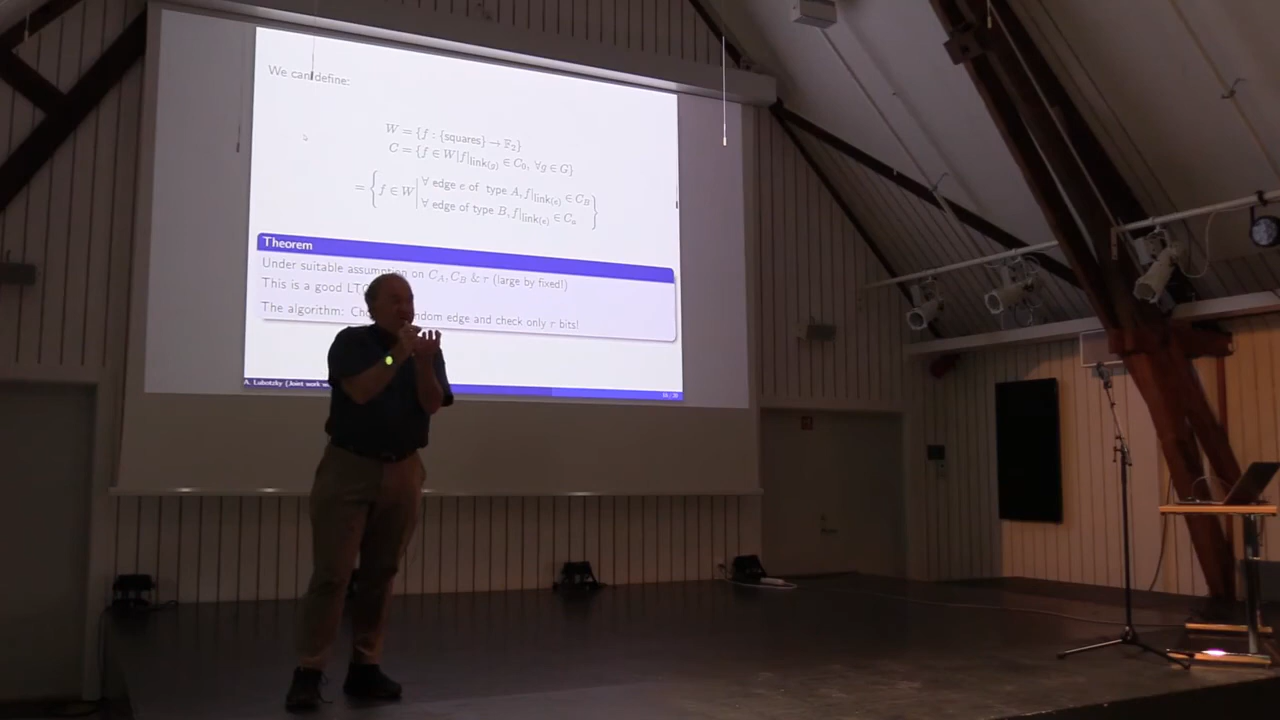 We can define:
W = {f : {squares} → 𝔽₂}
C = {f ∈ W|f|link(g) ∈ C₀, ∀g ∈ G}
= {f ∈ W| ∀ edge e of type A, f|link(e) ∈ C_B
∀ edge of type B, f|link(e) ∈ C_a}
Theorem
Under suitable assumption on C_A, C_B & r (large by fixed!)
This is a good LTC
The algorithm: random edge and check only r bits!
A. Lubotzky (Joint work